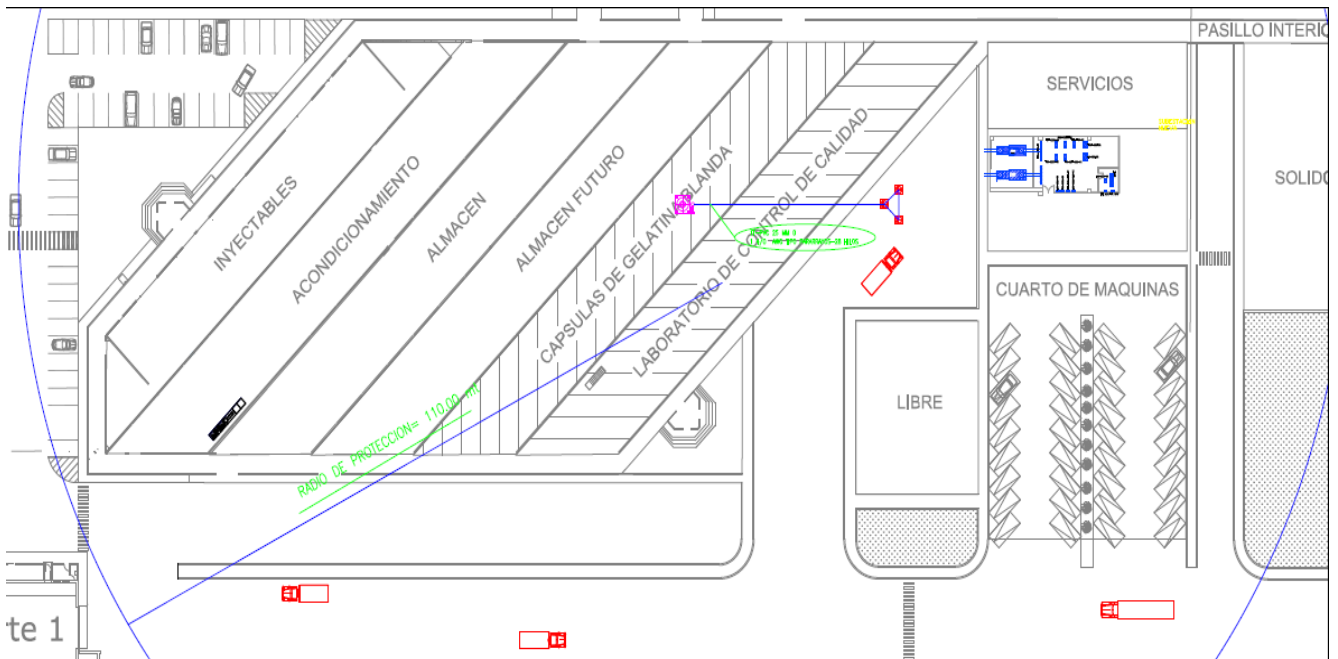 PASILLO INTERIO
SERVICIOS
SOLIDO
INYECTABLES
ACONDICIONAMIENTO
ALMACEN
ALMACEN FUTURO
CAPSULAS DE GELATINA BLANDA
LABORATORIO DE CONTROL DE CALIDAD
CUARTO DE MAQUINAS
LIBRE
RADIO DE PROTECCION= 110.00 mt.
te 1